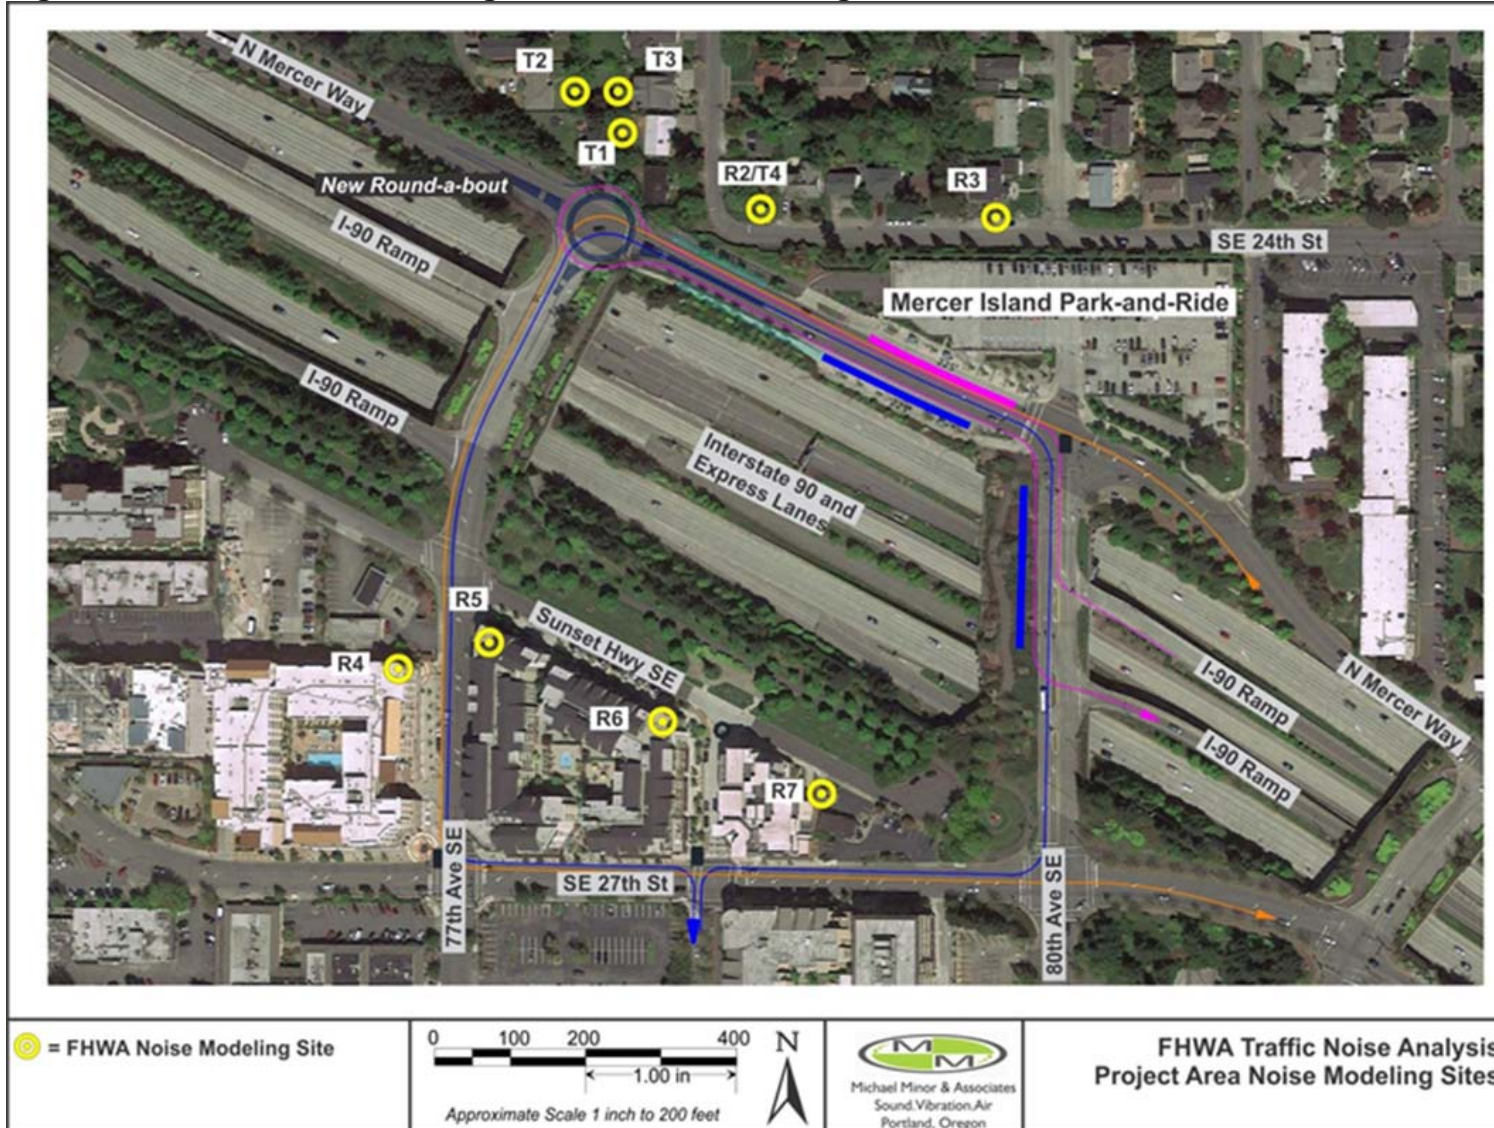 N Mercer Way
T2
T3
T1
New Round-a-bout
R2/T4
R3
I-90 Ramp
SE 24th St
Mercer Island Park-and-Ride
I-90 Ramp
Interstate 90 and
Express Lanes
R5
Sunset Hwy SE
R4
R6
I-90 Ramp
N Mercer Way
I-90 Ramp
R7
77th Ave SE
SE 27th St
80th Ave SE
= FHWA Noise Modeling Site
0 100 200 400
1.00 in
Approximate Scale 1 inch to 200 feet
N
MM
Michael Minor & Associates
Sound.Vibration.Air
Portland, Oregon
FHWA Traffic Noise Analysis
Project Area Noise Modeling Sites